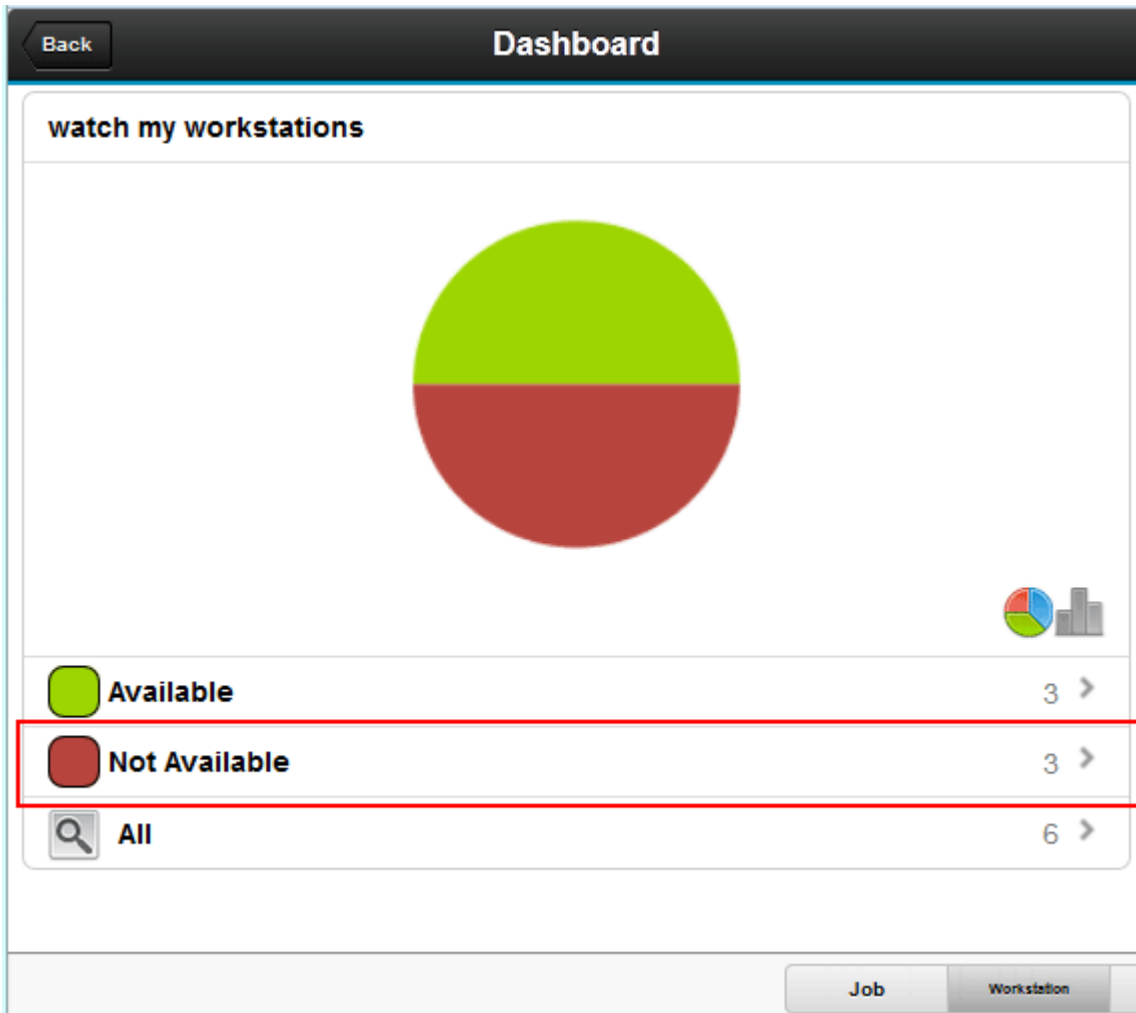 Back
Dashboard
watch my workstations
Available 3
Not Available 3
All 6
Job
Workstation